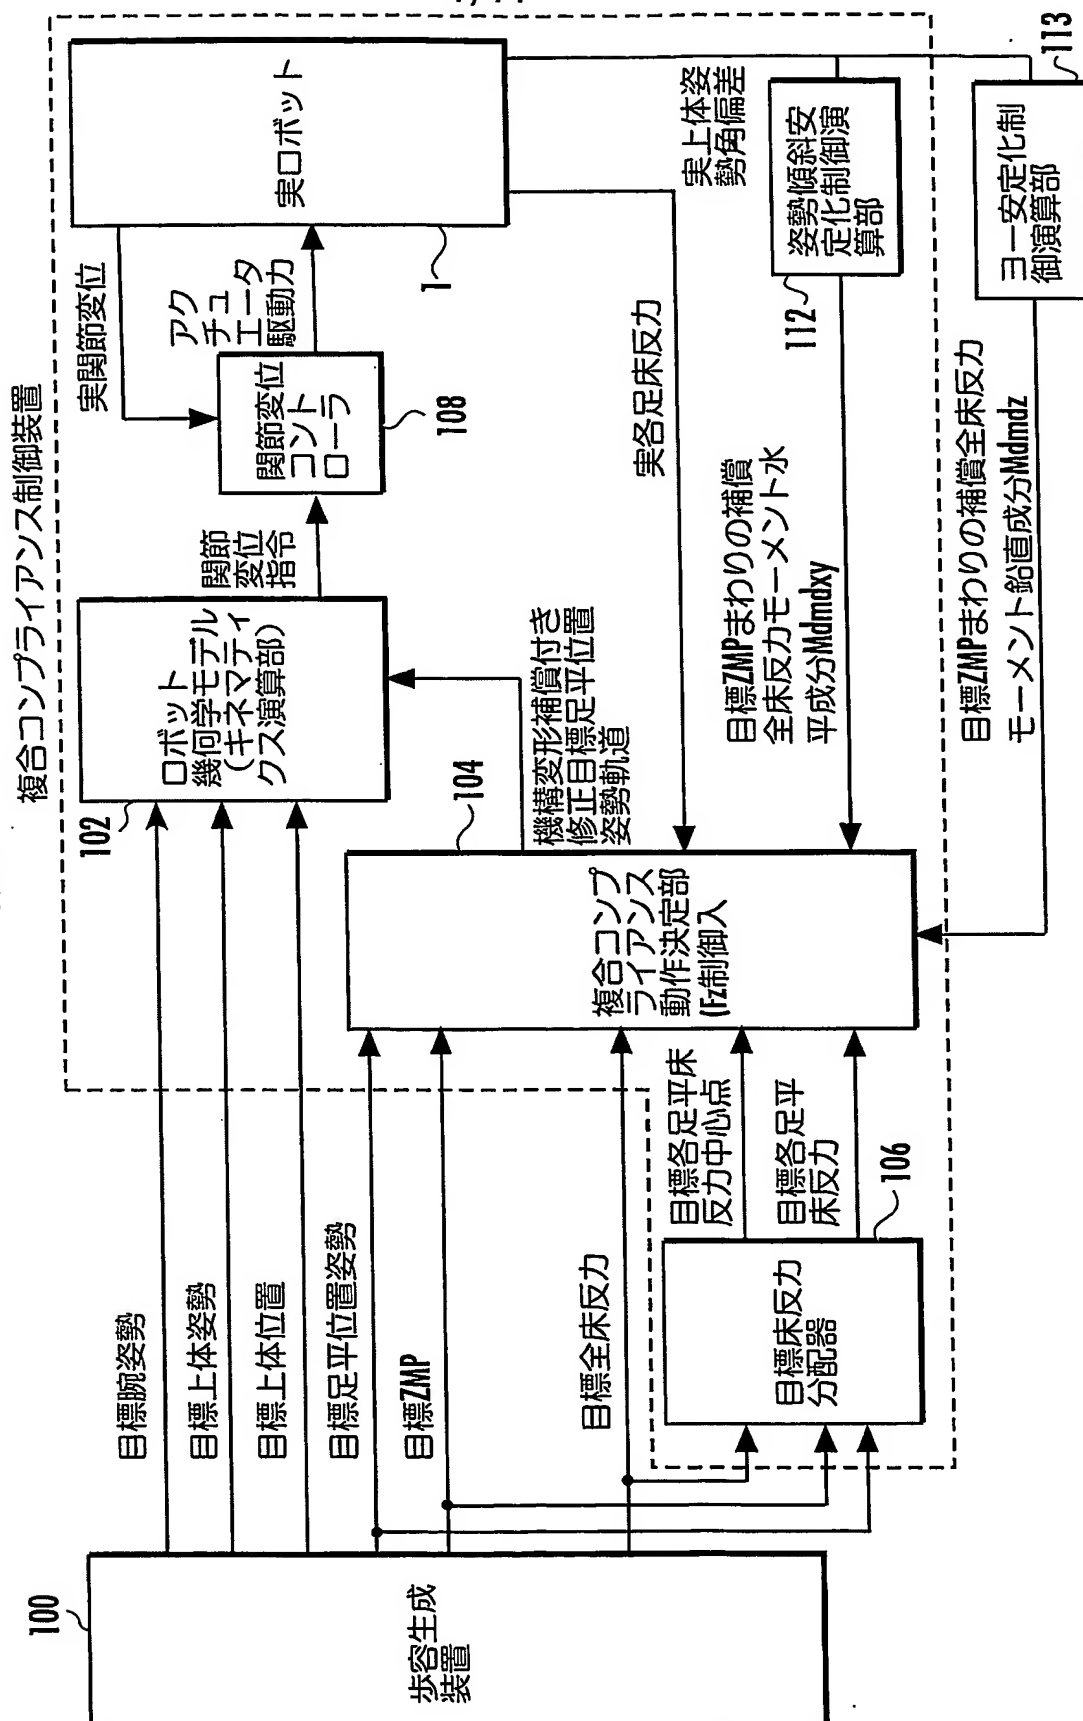 複合コンプライアンス制御装置
100
歩容生成
装置
目標腕姿勢
目標上体姿勢
目標上体位置
目標足平位置姿勢
目標ZMP
目標全床反力
102
ロボット
幾何学モデル
(キネマティ
クス演算部)
関節
変位
指令
関節変位
コント
ローラ
108
実関節変位
アク
チュ
エータ
駆動力
実ロボット
1
104
機構変形補償付き
修正目標足平位置
姿勢軌道
複合コンプ
ライアンス
動作決定部
(Fz制御入
目標各足平床
反力中心点
目標各足平
床反力
106
目標床反力
分配器
実各足床反力
実上体姿
勢角偏差
姿勢傾斜安
定化制御演
算部
112
目標ZMPまわりの補償
全床反力モーメント水
平成分Mdmdxy
113
ヨー安定化制
御演算部
目標ZMPまわりの補償全床反力
モーメント鉛直成分Mdmdz